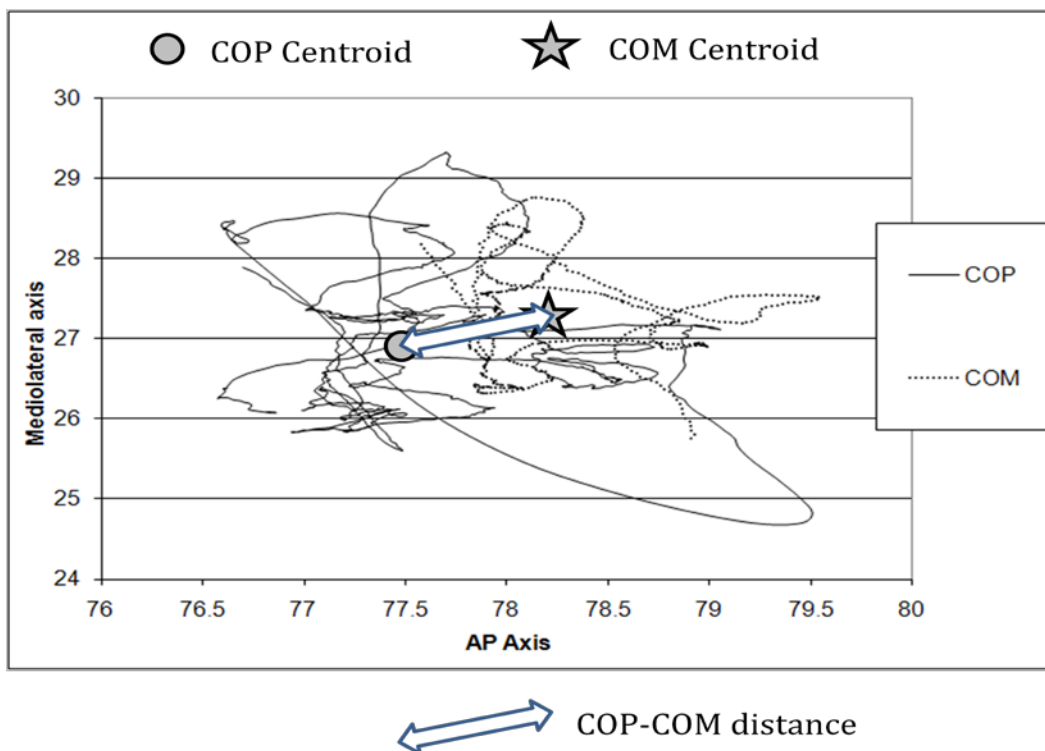 COP Centroid COM Centroid
30
29
28
27
26
25
24
Mediolateral axis
COP
COM
76 76.5 77 77.5 78 78.5 79 79.5 80
AP Axis
COP-COM distance